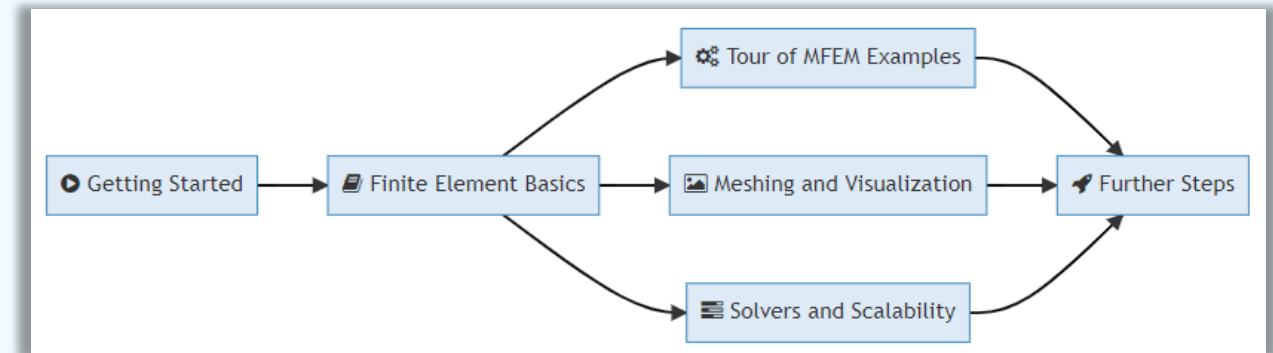 Getting Started
Finite Element Basics
Tour of MFEM Examples
Meshing and Visualization
Solvers and Scalability
Further Steps